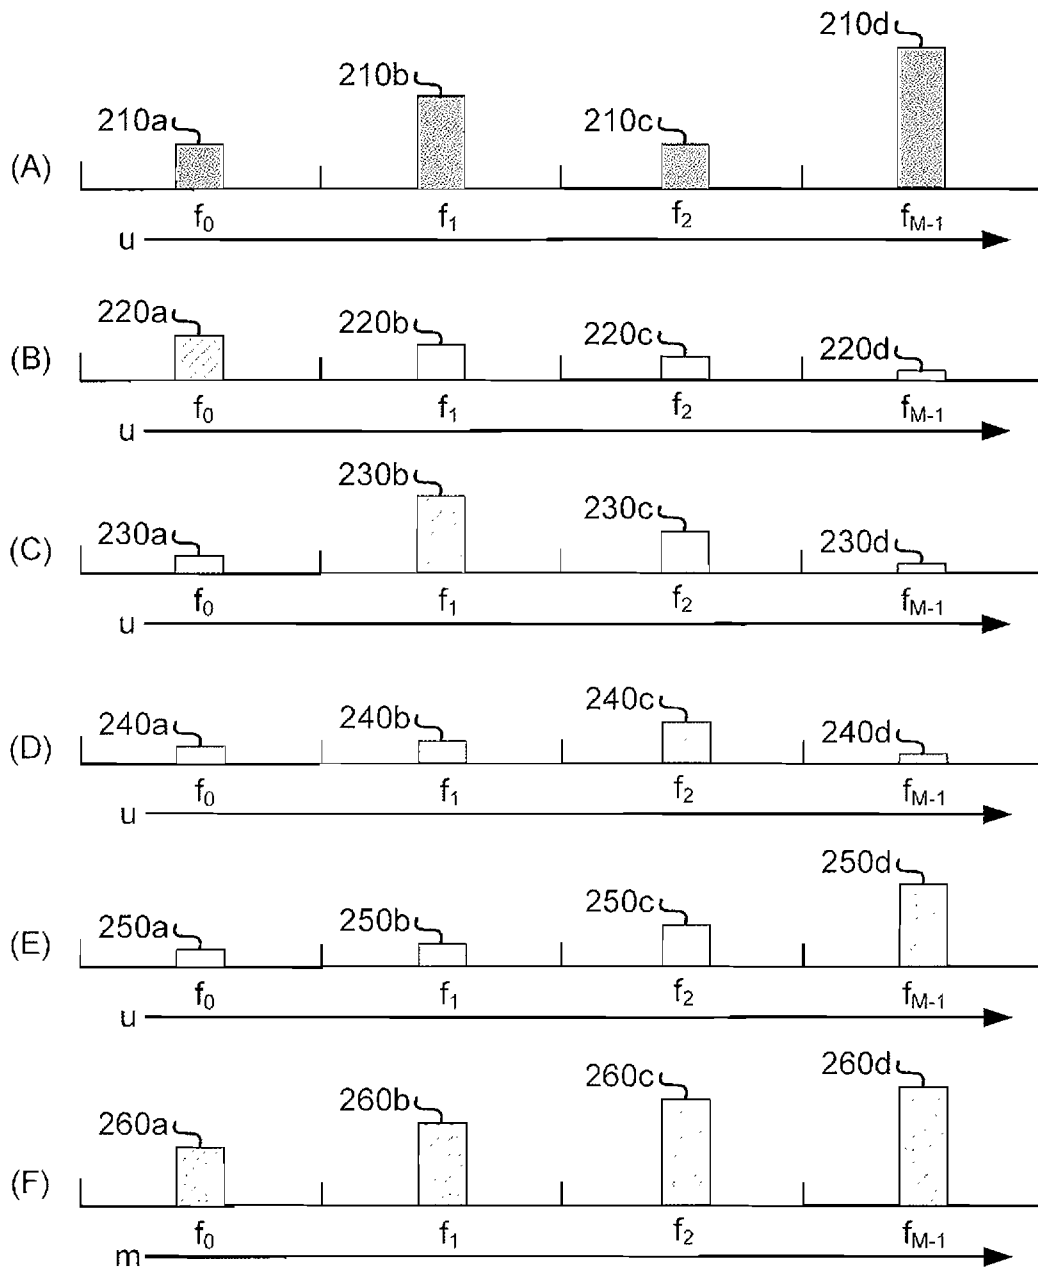 210a 210b 210c 210d
(A)
f0 f1 f2 fM-1
u
220a 220b 220c 220d
(B)
f0 f1 f2 fM-1
u
230a 230b 230c 230d
(C)
f0 f1 f2 fM-1
u
240a 240b 240c 240d
(D)
f0 f1 f2 fM-1
u
250a 250b 250c 250d
(E)
f0 f1 f2 fM-1
u
260a 260b 260c 260d
(F)
f0 f1 f2 fM-1
m